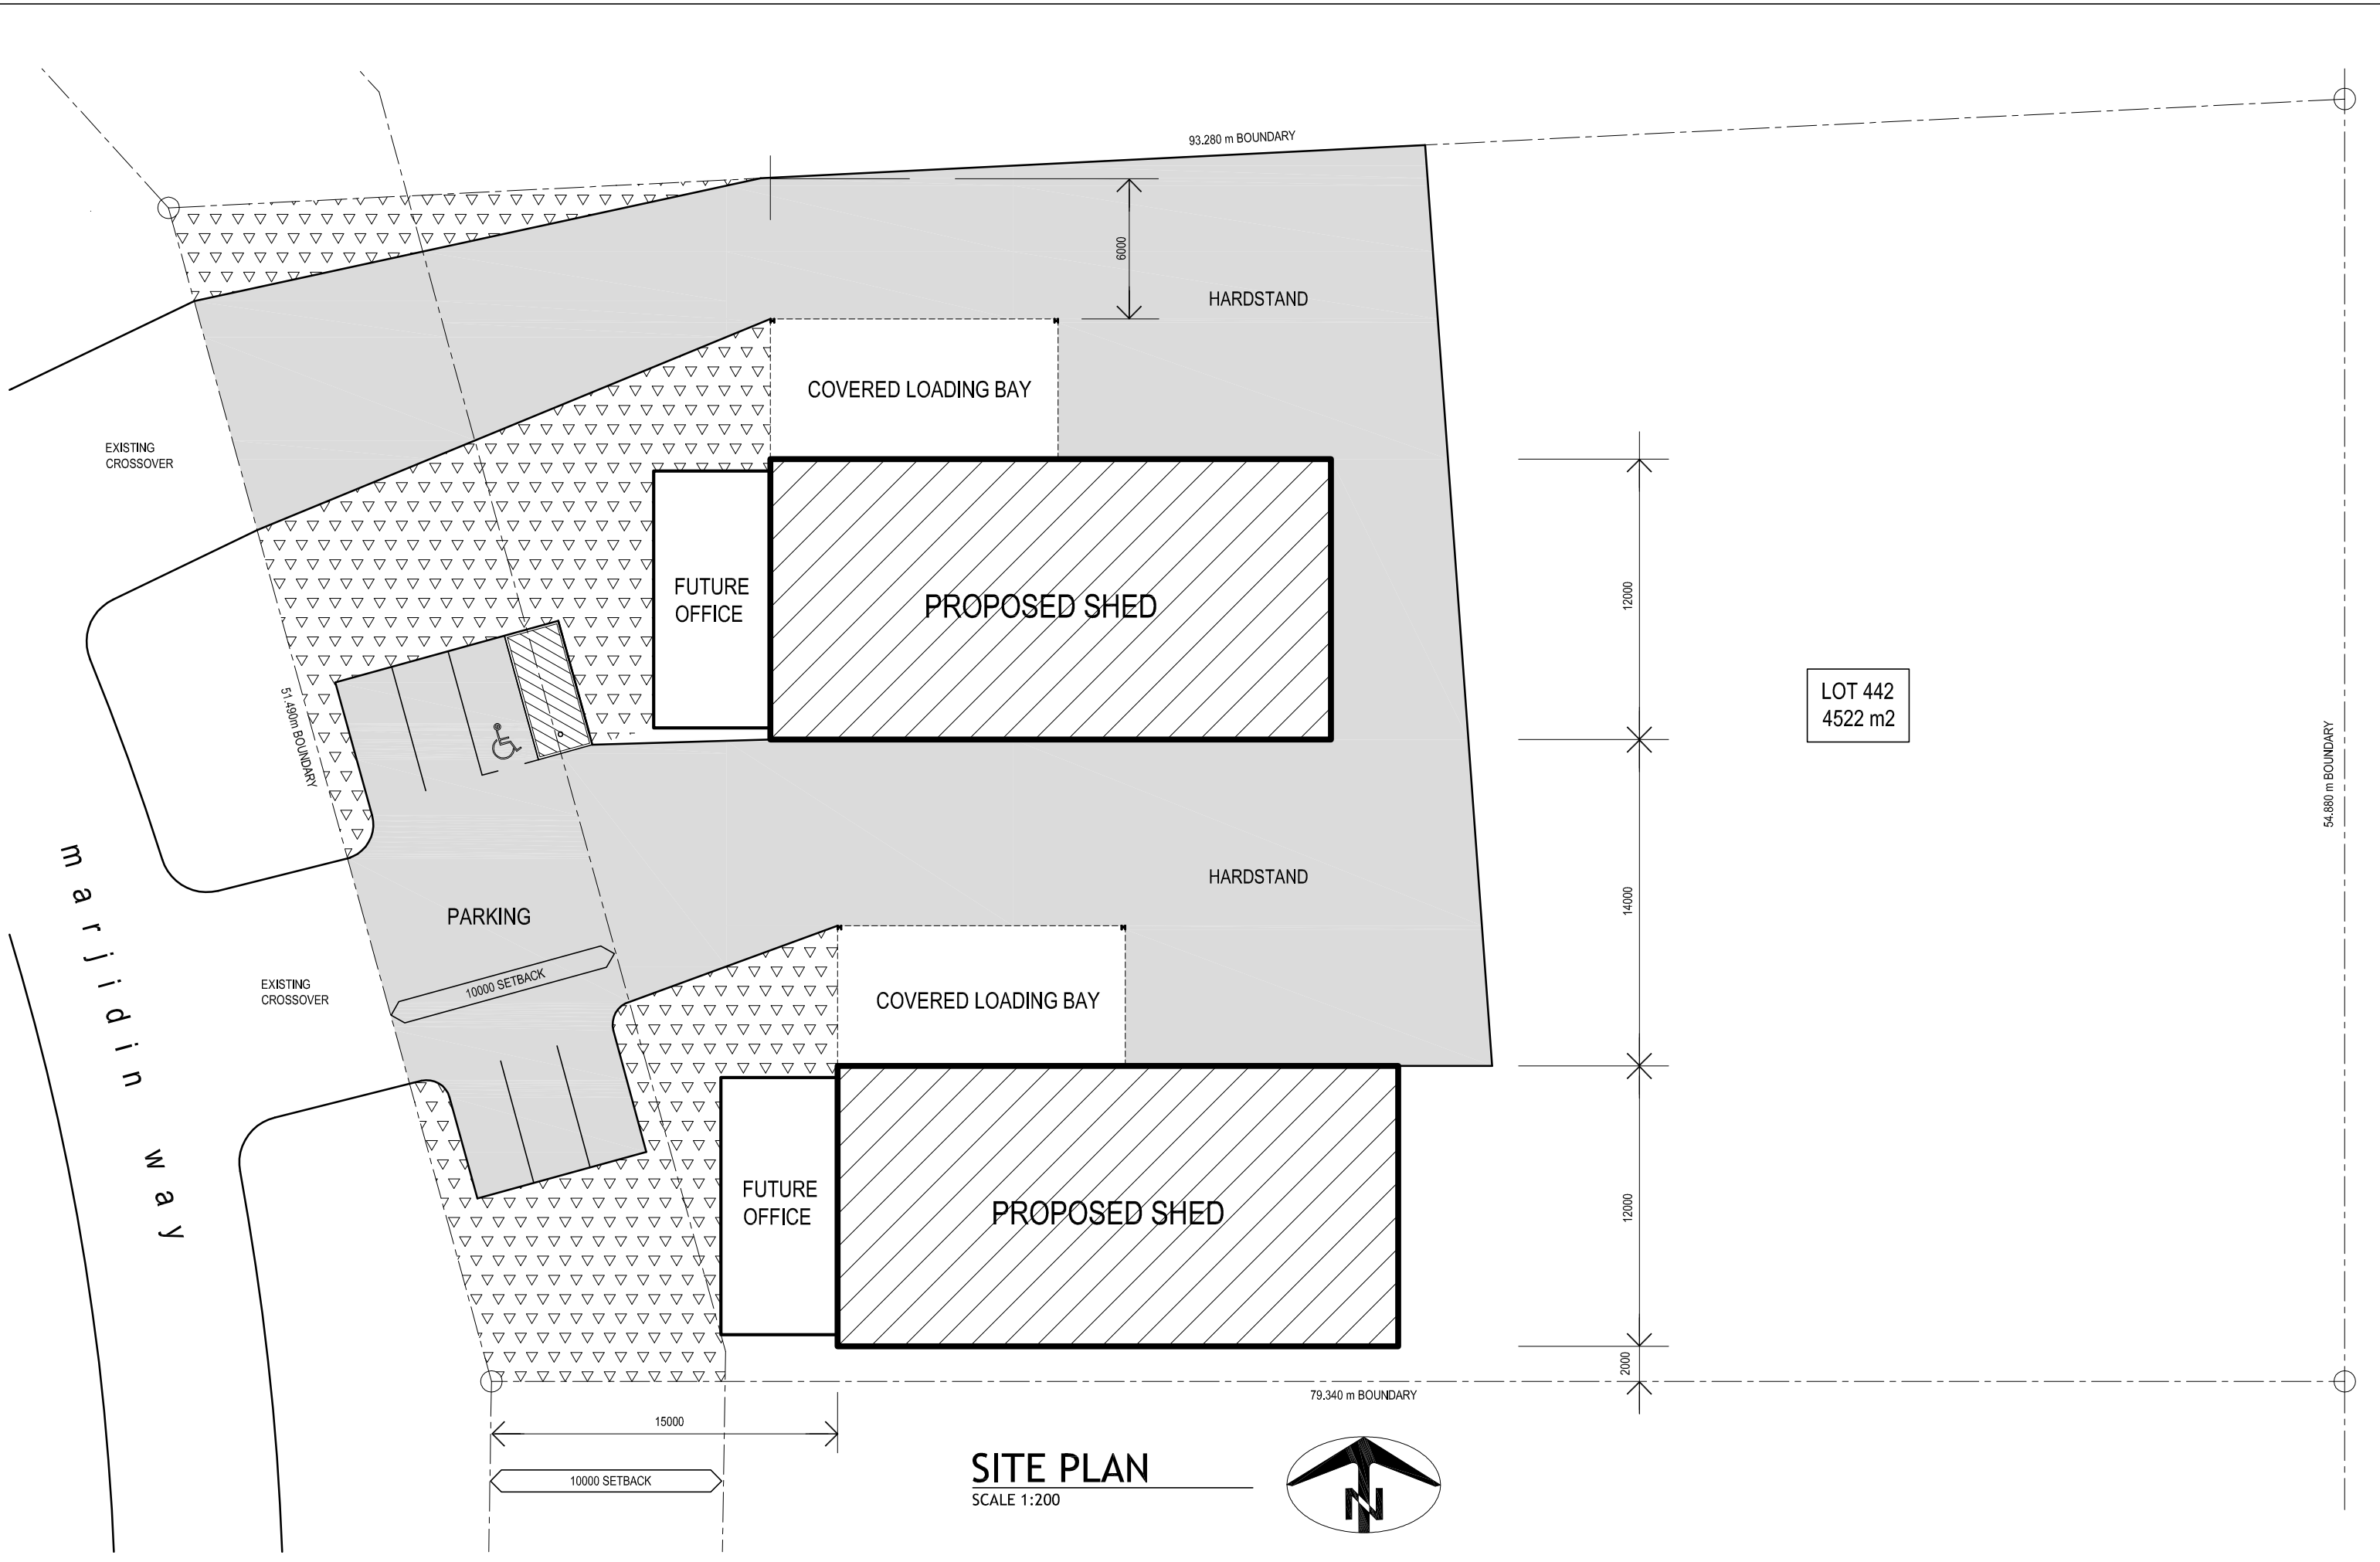 93.280 m BOUNDARY
6000
HARDSTAND
COVERED LOADING BAY
EXISTING
CROSSOVER
FUTURE
OFFICE
PROPOSED SHED
12000
LOT 442
4522 m2
51.490m BOUNDARY
54.880 m BOUNDARY
marjidin way
HARDSTAND
14000
PARKING
10000 SETBACK
EXISTING
CROSSOVER
COVERED LOADING BAY
FUTURE
OFFICE
PROPOSED SHED
12000
2000
79.340 m BOUNDARY
15000
10000 SETBACK
SITE PLAN
SCALE 1:200
N